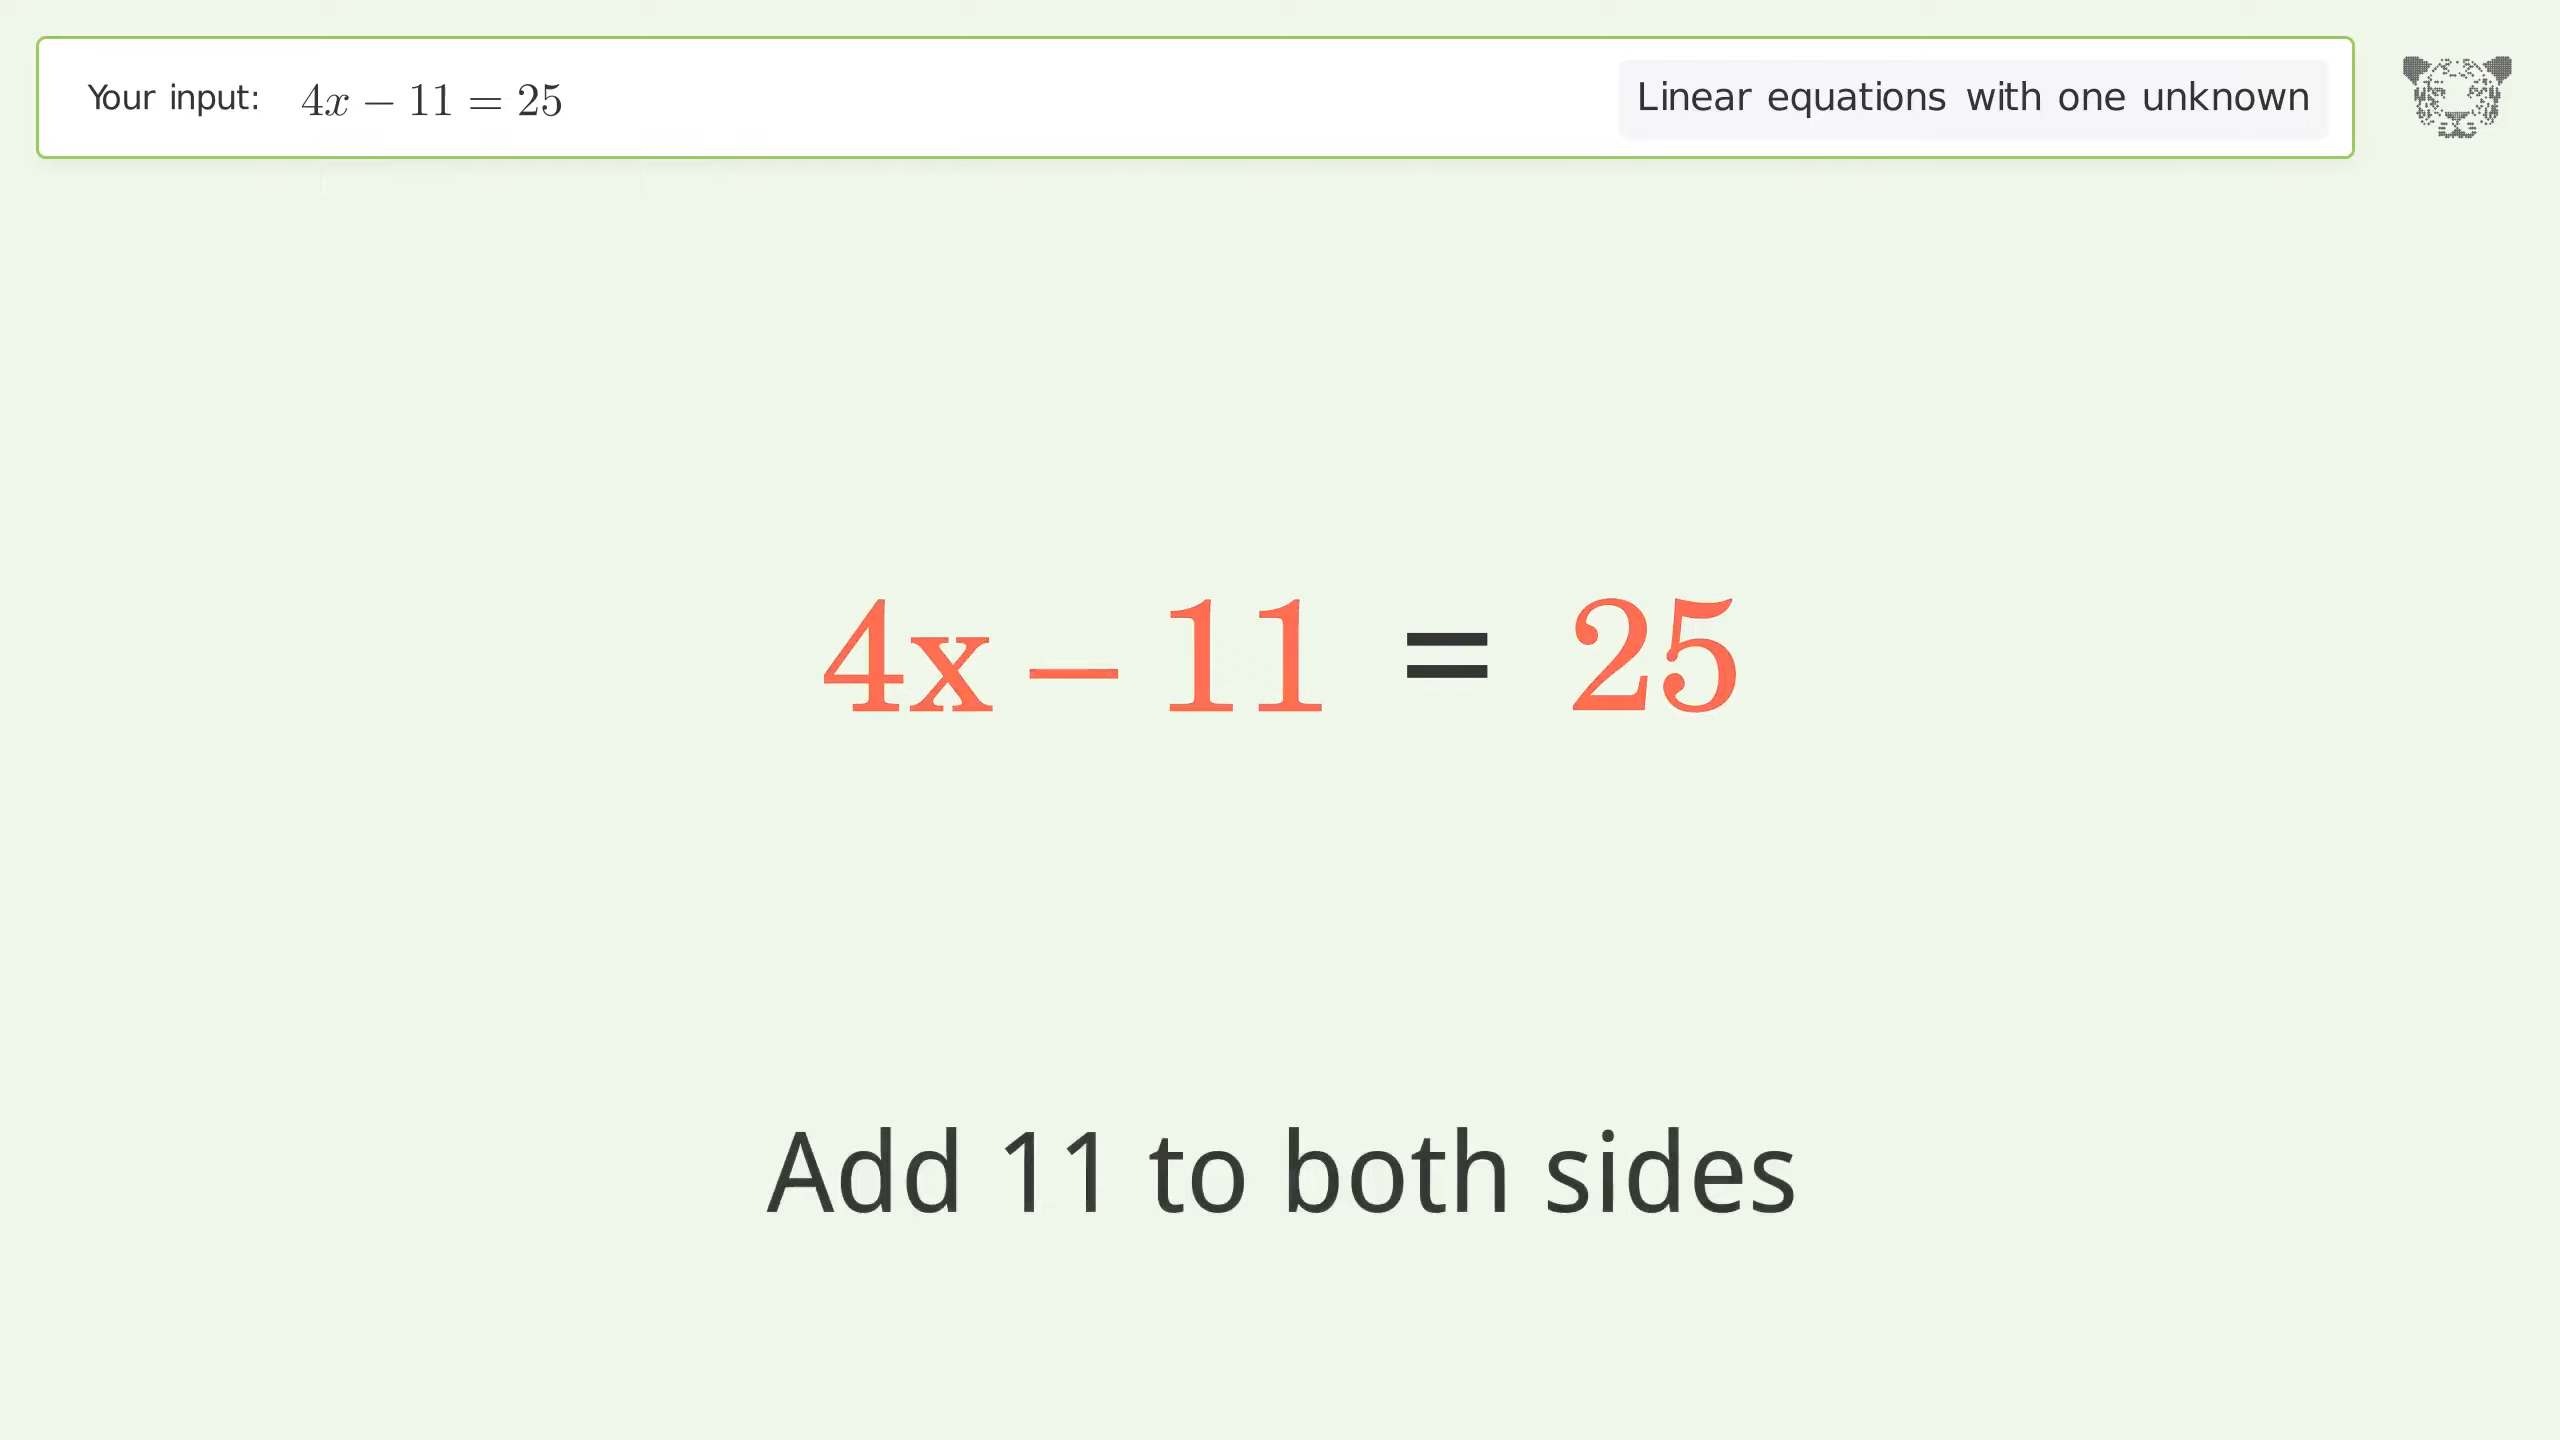 Your input: 4x − 11 = 25
Linear equations with one unknown
4x − 11 = 25
Add 11 to both sides